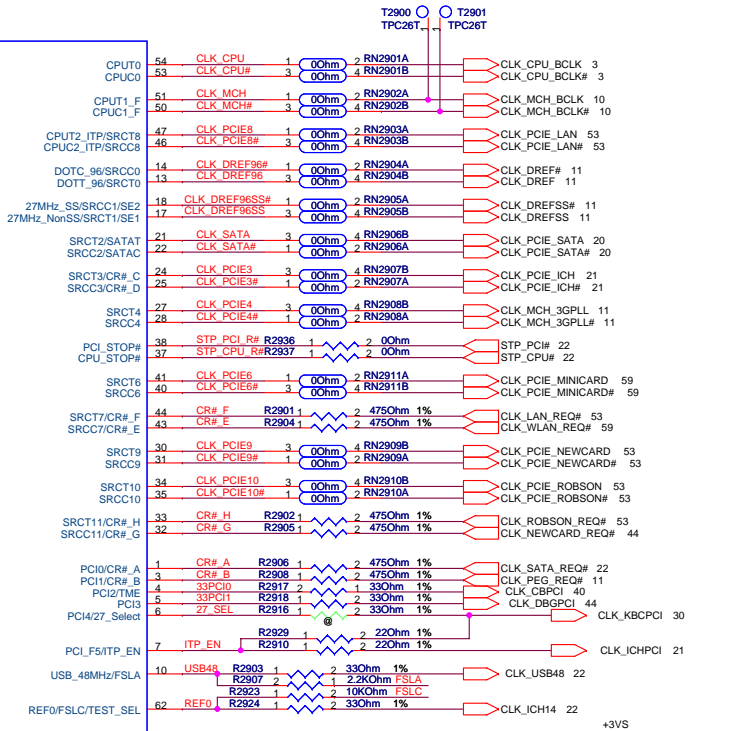 T2900 T2901
TPC26T TPC26T
1 1
CPUT0 54 CLK_CPU 1 0Ohm 2 RN2901A CLK_CPU_BCLK 3
CPUC0 53 CLK_CPU# 3 0Ohm 4 RN2901B CLK_CPU_BCLK# 3
CPUT1_F 51 CLK_MCH 1 0Ohm 2 RN2902A CLK_MCH_BCLK 10
CPUC1_F 50 CLK_MCH# 3 0Ohm 4 RN2902B CLK_MCH_BCLK# 10
CPUT2_ITP/SRCT8 47 CLK_PCIE8 1 0Ohm 2 RN2903A CLK_PCIE_LAN 53
CPUC2_ITP/SRCC8 46 CLK_PCIE8# 3 0Ohm 4 RN2903B CLK_PCIE_LAN# 53
DOTC_96/SRCC0 14 CLK_DREF96# 1 0Ohm 2 RN2904A CLK_DREF# 11
DOTT_96/SRCT0 13 CLK_DREF96 3 0Ohm 4 RN2904B CLK_DREF 11
27MHz_SS/SRCC1/SE2 18 CLK_DREF96SS# 1 0Ohm 2 RN2905A CLK_DREFSS# 11
27MHz_NonSS/SRCT1/SE1 17 CLK_DREF96SS 3 0Ohm 4 RN2905B CLK_DREFSS 11
SRCT2/SATAT 21 CLK_SATA 3 0Ohm 4 RN2906B CLK_PCIE_SATA 20
SRCC2/SATAC 22 CLK_SATA# 1 0Ohm 2 RN2906A CLK_PCIE_SATA# 20
SRCT3/CR#_C 24 CLK_PCIE3 3 0Ohm 4 RN2907B CLK_PCIE_ICH 21
SRCC3/CR#_D 25 CLK_PCIE3# 1 0Ohm 2 RN2907A CLK_PCIE_ICH# 21
SRCT4 27 CLK_PCIE4 3 0Ohm 4 RN2908B CLK_MCH_3GPLL 11
SRCC4 28 CLK_PCIE4# 1 0Ohm 2 RN2908A CLK_MCH_3GPLL# 11
PCI_STOP# 38 STP_PCI_R# R2936 1 2 0Ohm STP_PCI# 22
CPU_STOP# 37 STP_CPU_R# R2937 1 2 0Ohm STP_CPU# 22
SRCT6 41 CLK_PCIE6 1 0Ohm 2 RN2911A CLK_PCIE_MINICARD 59
SRCC6 40 CLK_PCIE6# 3 0Ohm 4 RN2911B CLK_PCIE_MINICARD# 59
SRCT7/CR#_F 44 CR#_F R2901 1 2 475Ohm 1% CLK_LAN_REQ# 53
SRCC7/CR#_E 43 CR#_E R2904 1 2 475Ohm 1% CLK_WLAN_REQ# 59
SRCT9 30 CLK_PCIE9 3 0Ohm 4 RN2909B CLK_PCIE_NEWCARD 53
SRCC9 31 CLK_PCIE9# 1 0Ohm 2 RN2909A CLK_PCIE_NEWCARD# 53
SRCT10 34 CLK_PCIE10 3 0Ohm 4 RN2910B CLK_PCIE_ROBSON 53
SRCC10 35 CLK_PCIE10# 1 0Ohm 2 RN2910A CLK_PCIE_ROBSON# 53
SRCT11/CR#_H 33 CR#_H R2902 1 2 475Ohm 1% CLK_ROBSON_REQ# 53
SRCC11/CR#_G 32 CR#_G R2905 1 2 475Ohm 1% CLK_NEWCARD_REQ# 44
PCI0/CR#_A 1 CR#_A R2906 1 2 475Ohm 1% CLK_SATA_REQ# 22
PCI1/CR#_B 3 CR#_B R2908 1 2 475Ohm 1% CLK_PEG_REQ# 11
PCI2/TME 4 33PCI0 R2917 2 1 33Ohm 1% CLK_CBPCI 40
PCI3 5 33PCI1 R2918 1 2 33Ohm 1% CLK_DBGPCI 44
PCI4/27_Select 6 27_SEL R2916 1 2 33Ohm 1% CLK_KBCPCI 30
@
R2929 1 2 22Ohm 1%
PCI_F5/ITP_EN 7 ITP_EN R2910 1 2 22Ohm 1% CLK_ICHPCI 21
USB_48MHz/FSLA 10 USB48 R2903 1 2 33Ohm 1% CLK_USB48 22
R2907 2 1 2.2KOhm FSLA
R2923 1 2 10KOhm FSLC
REF0/FSLC/TEST_SEL 62 REF0 R2924 1 2 33Ohm 1% CLK_ICH14 22
+3VS